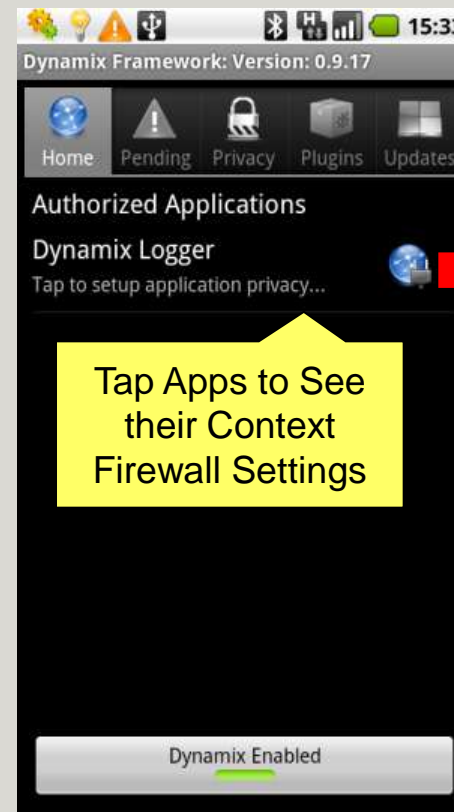 15:33
Dynamix Framework: Version: 0.9.17
Home Pending Privacy Plugins Updates
Authorized Applications
Dynamix Logger
Tap to setup application privacy...
Tap Apps to See
their Context
Firewall Settings
Dynamix Enabled